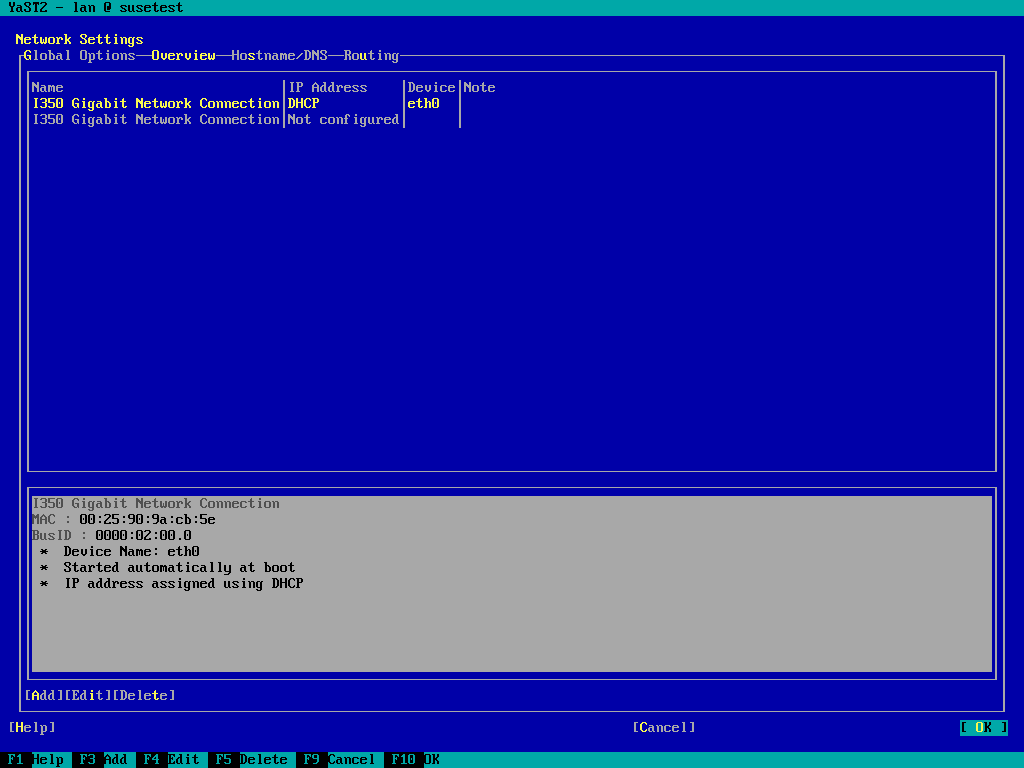 YaST2 - lan @ susetest
Network Settings
Global Options Overview Hostname/DNS Routing
Name IP Address Device Note
I350 Gigabit Network Connection DHCP eth0
I350 Gigabit Network Connection Not configured
I350 Gigabit Network Connection
MAC : 00:25:90:9a:cb:5e
BusID : 0000:02:00.0
* Device Name: eth0
* Started automatically at boot
* IP address assigned using DHCP
[Add][Edit][Delete]
[Help] [Cancel] [ OK ]
F1 Help F3 Add F4 Edit F5 Delete F9 Cancel F10 OK